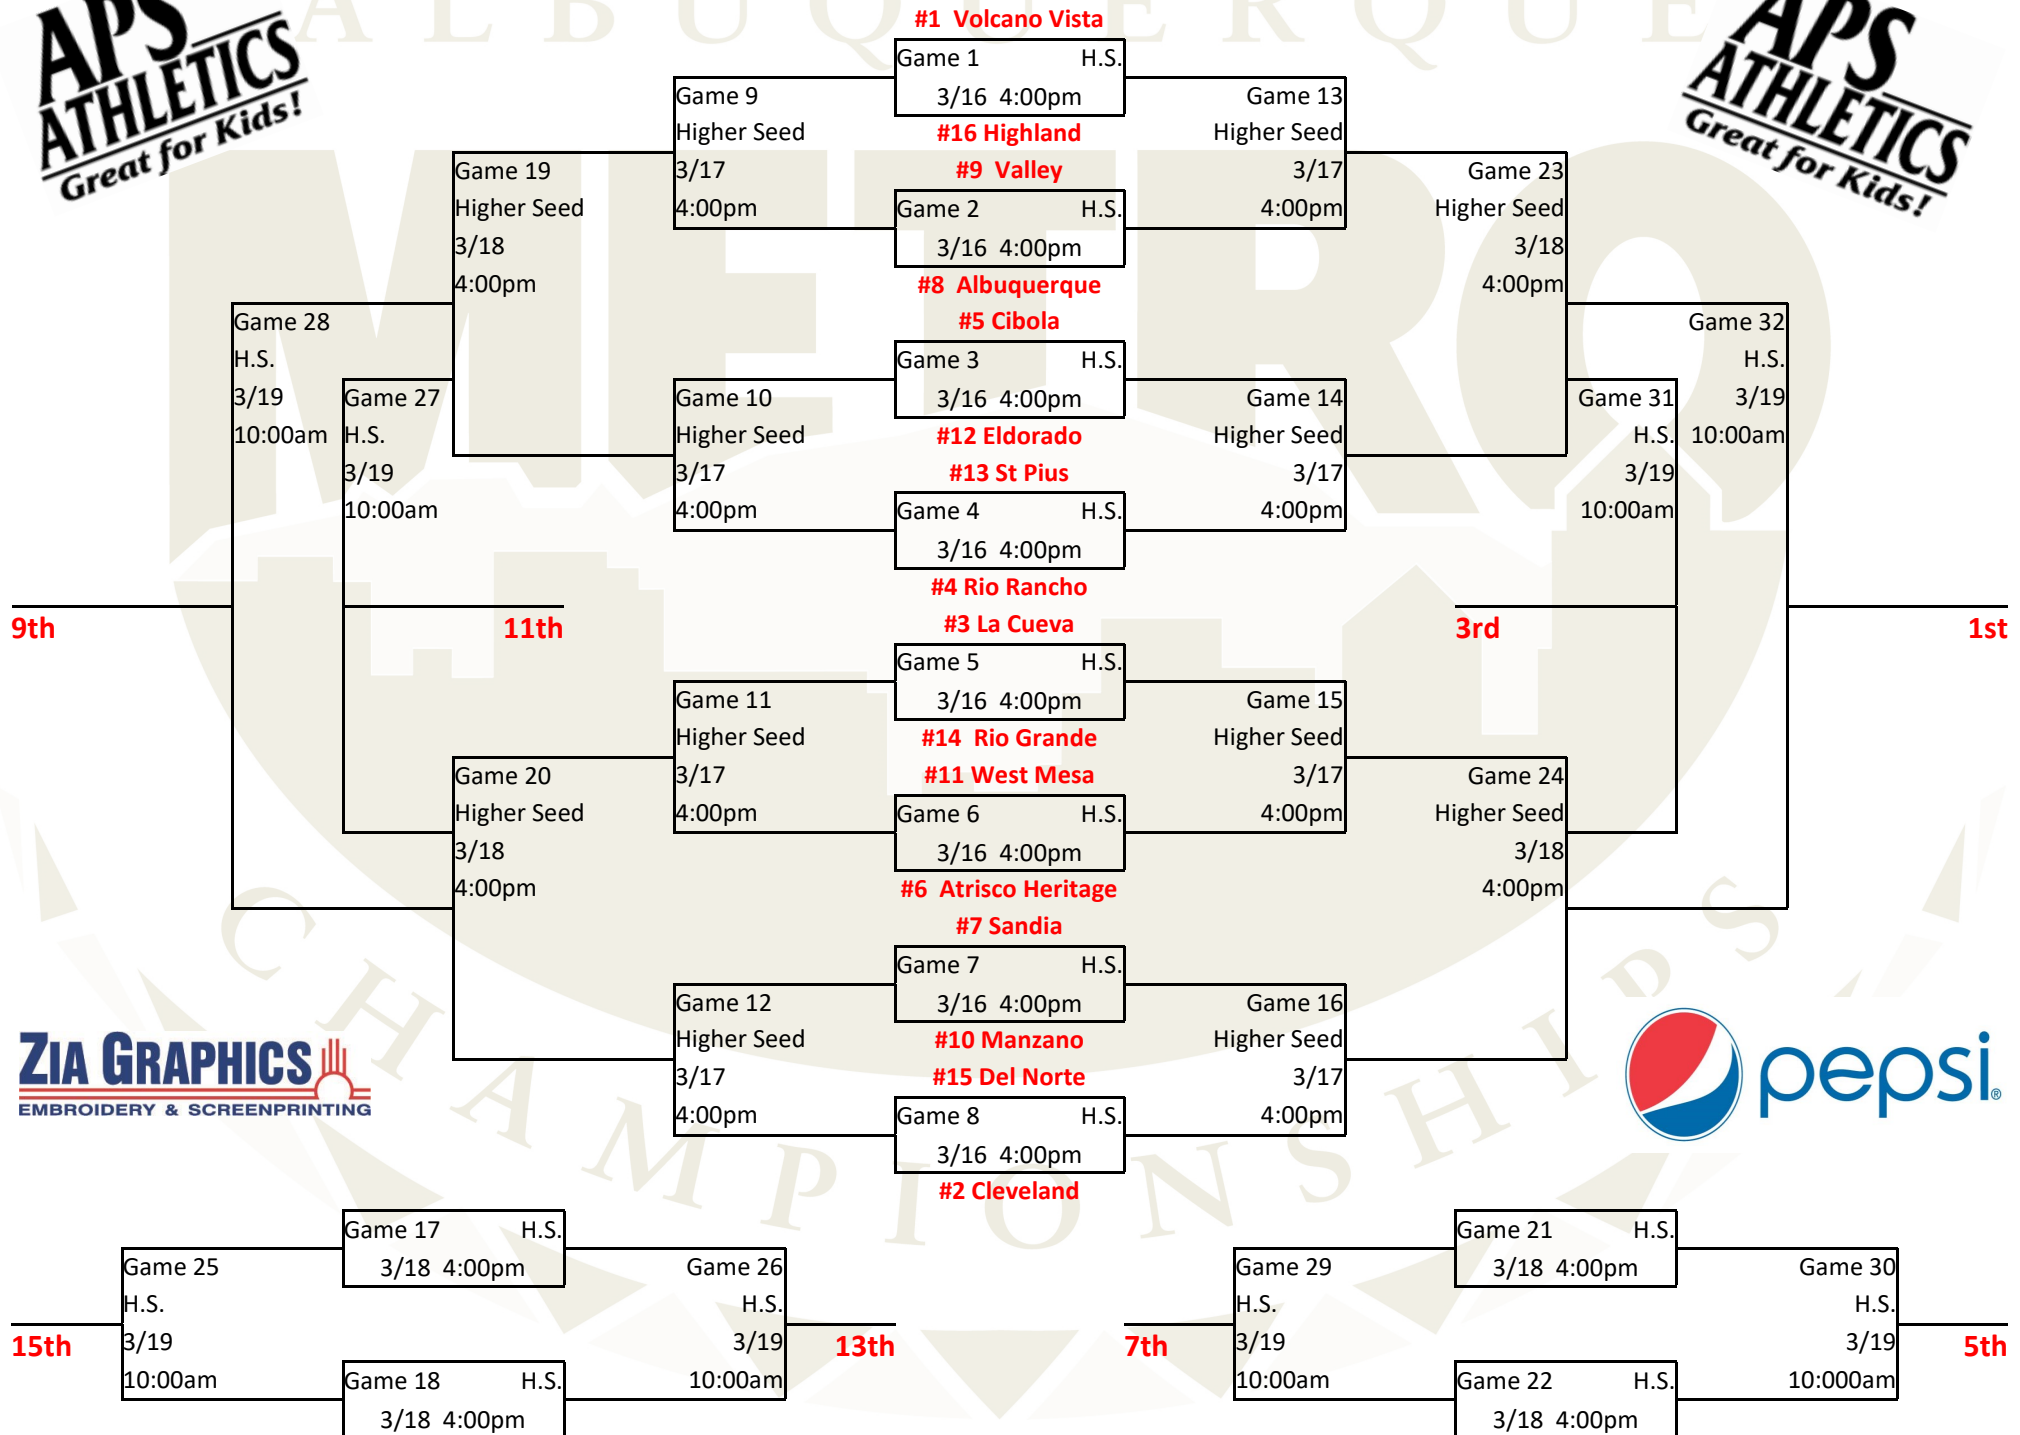 ALBUQUERQUE
METRO
CHAMPIONSHIPS
APS
ATHLETICS
Great for Kids!
APS
ATHLETICS
Great for Kids!
#1 Volcano Vista
Game 1 H.S.
3/16 4:00pm
#16 Highland
#9 Valley
Game 2 H.S.
3/16 4:00pm
#8 Albuquerque
#5 Cibola
Game 3 H.S.
3/16 4:00pm
#12 Eldorado
#13 St Pius
Game 4 H.S.
3/16 4:00pm
#4 Rio Rancho
#3 La Cueva
Game 5 H.S.
3/16 4:00pm
#14 Rio Grande
#11 West Mesa
Game 6 H.S.
3/16 4:00pm
#6 Atrisco Heritage
#7 Sandia
Game 7 H.S.
3/16 4:00pm
#10 Manzano
#15 Del Norte
Game 8 H.S.
3/16 4:00pm
#2 Cleveland
Game 9
Higher Seed
3/17
4:00pm
Game 10
Higher Seed
3/17
4:00pm
Game 11
Higher Seed
3/17
4:00pm
Game 12
Higher Seed
3/17
4:00pm
Game 13
Higher Seed
3/17
4:00pm
Game 14
Higher Seed
3/17
4:00pm
Game 15
Higher Seed
3/17
4:00pm
Game 16
Higher Seed
3/17
4:00pm
Game 19
Higher Seed
3/18
4:00pm
Game 20
Higher Seed
3/18
4:00pm
Game 23
Higher Seed
3/18
4:00pm
Game 24
Higher Seed
3/18
4:00pm
Game 28
H.S.
3/19
10:00am
Game 27
H.S.
3/19
10:00am
Game 31
H.S.
3/19
10:00am
Game 32
H.S.
3/19
10:00am
9th
11th
3rd
1st
ZIA GRAPHICS
EMBROIDERY & SCREENPRINTING
pepsi®
Game 17 H.S.
3/18 4:00pm
Game 25
H.S.
3/19
10:00am
Game 26
H.S.
3/19
10:00am
15th
13th
Game 18 H.S.
3/18 4:00pm
Game 21 H.S.
3/18 4:00pm
Game 29
H.S.
3/19
10:00am
Game 30
H.S.
3/19
10:000am
7th
5th
Game 22 H.S.
3/18 4:00pm